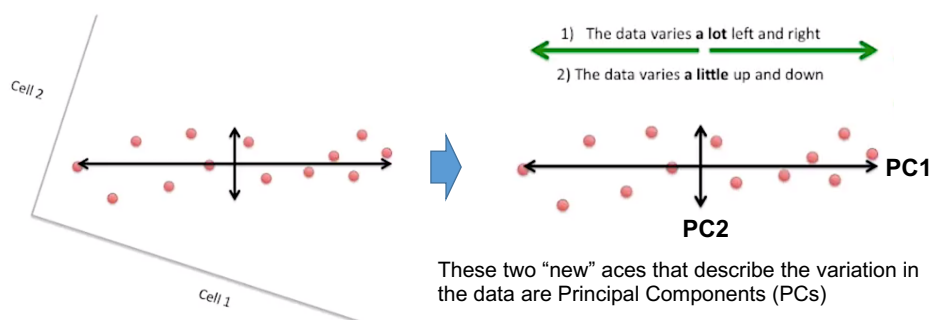 Cell 2
Cell 1
1) The data varies a lot left and right
2) The data varies a little up and down
PC1
PC2
These two “new” aces that describe the variation in
the data are Principal Components (PCs)